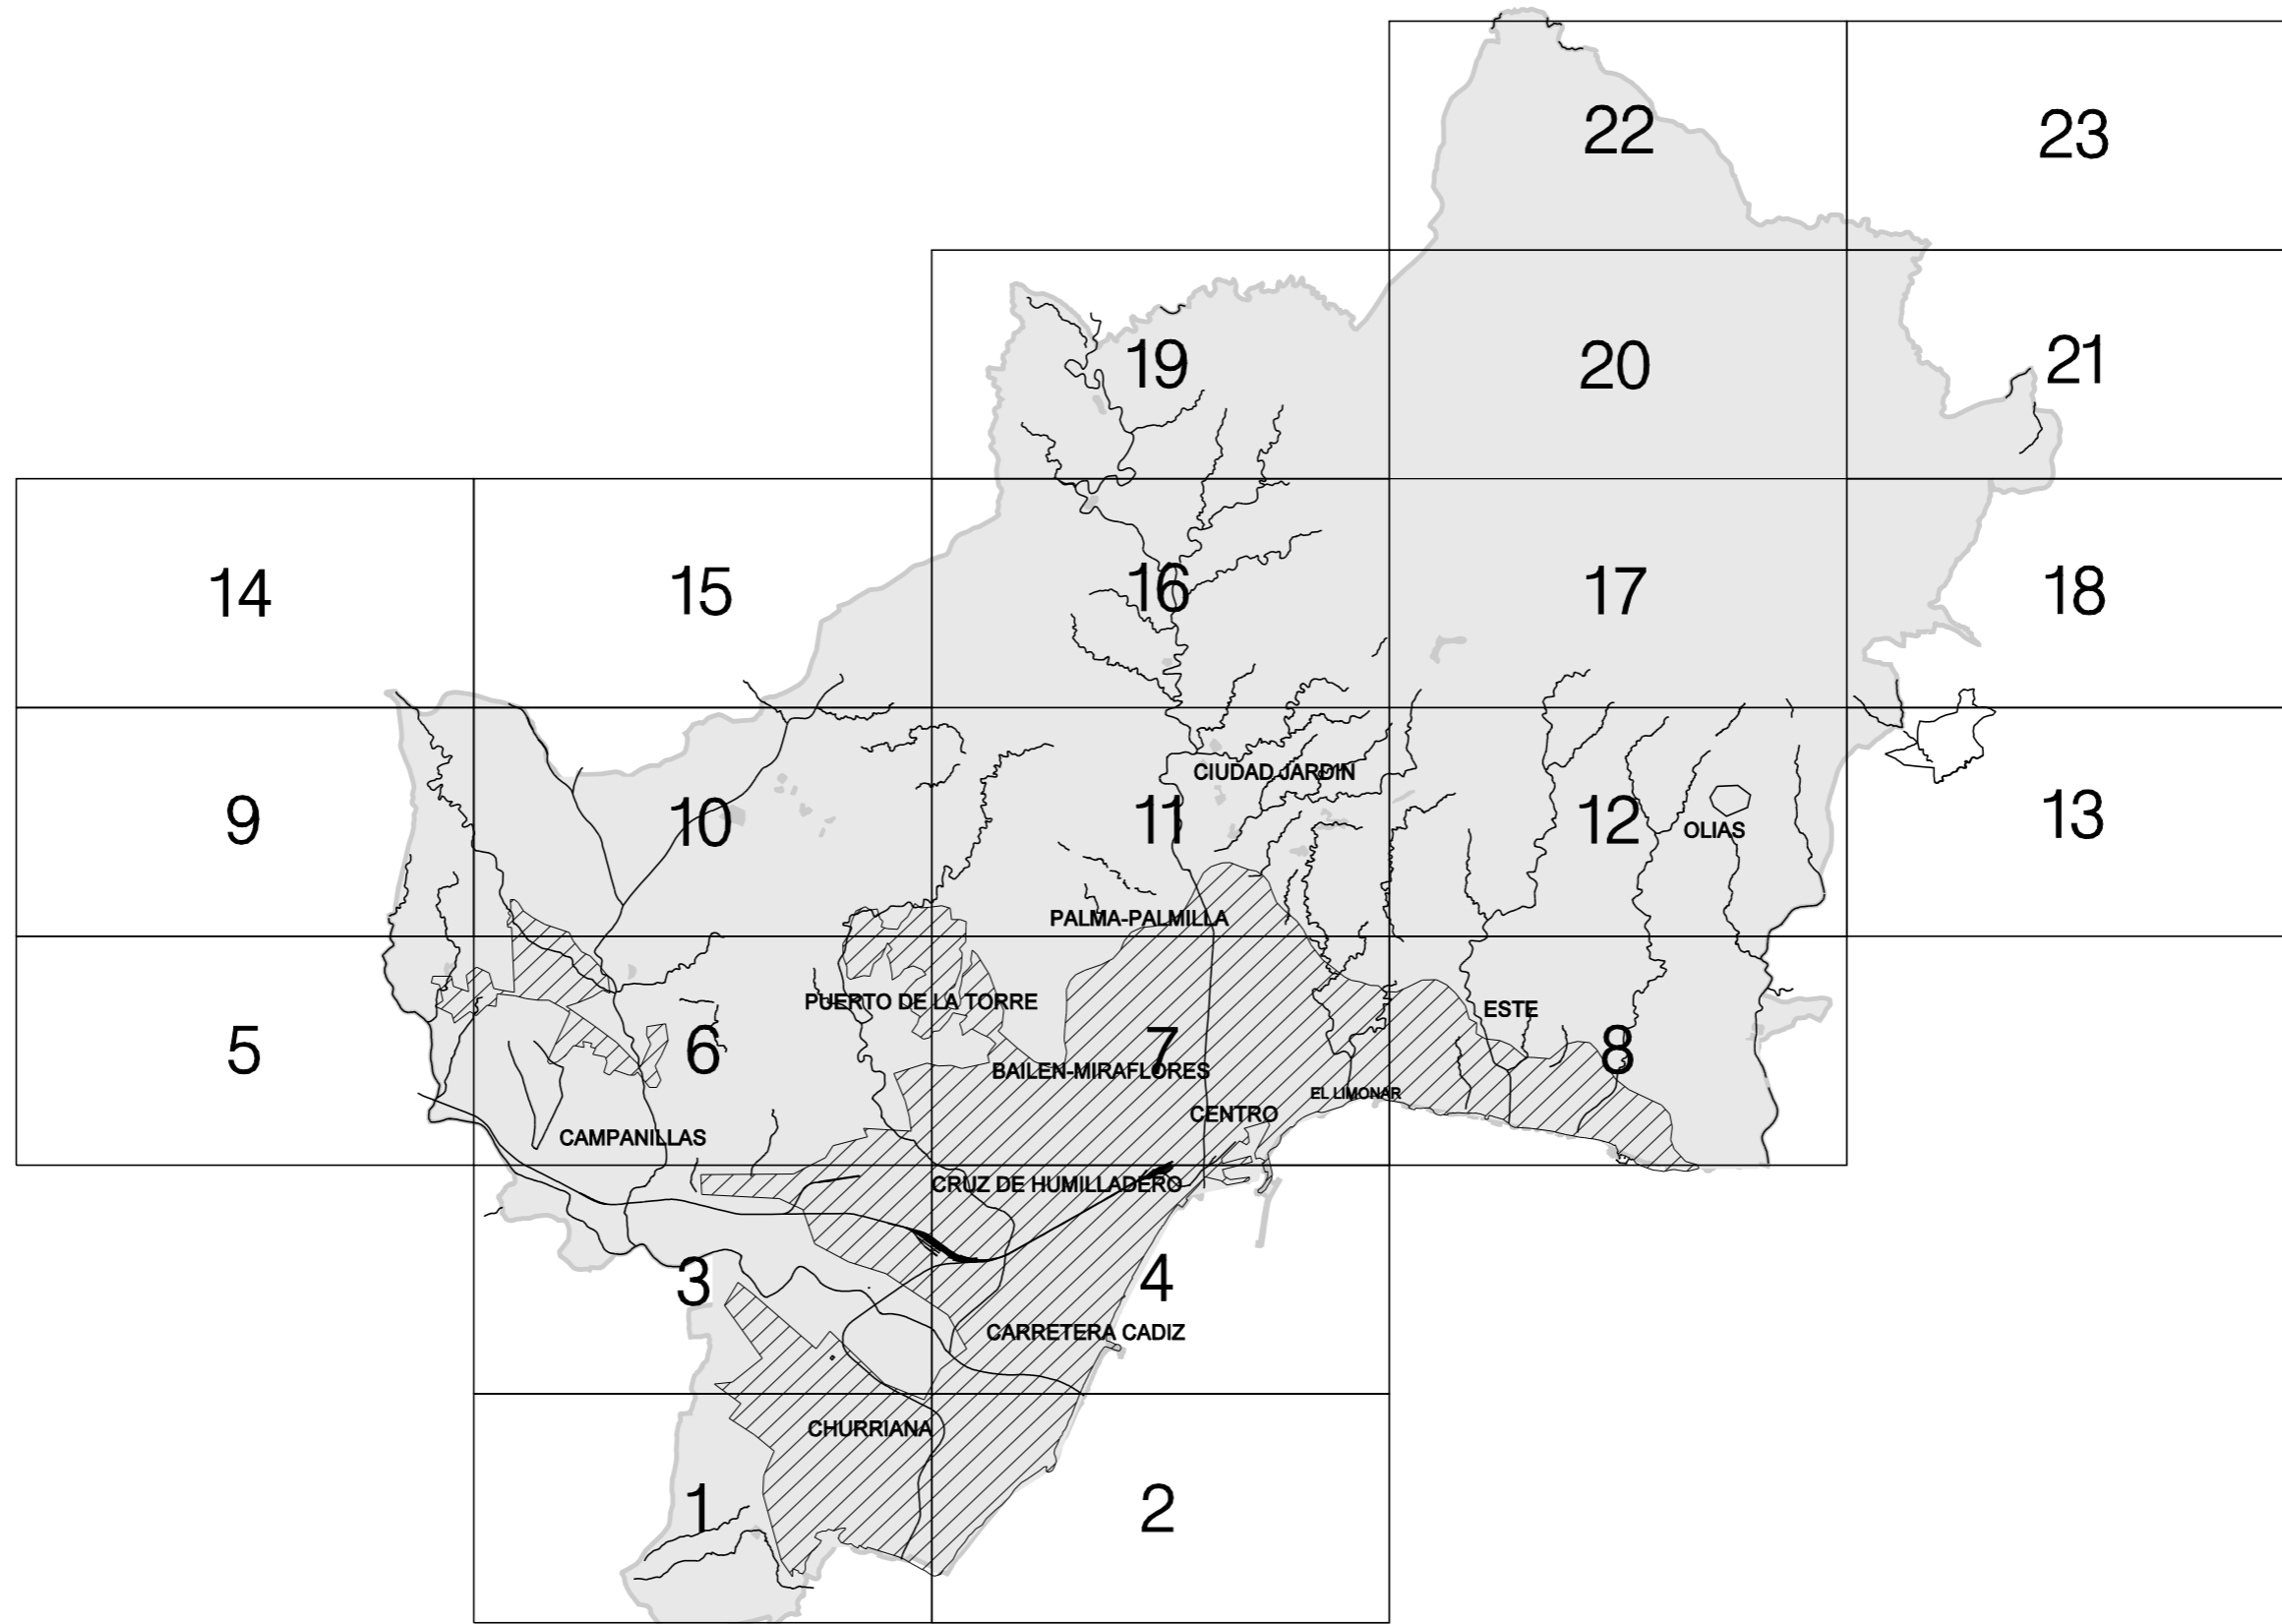 22
23
19
20
21
14
15
16
17
18
CIUDAD JARDIN
9
10
11
12
OLIAS
13
PALMA-PALMILLA
PUERTO DE LA TORRE
ESTE
5
6
7
8
BAILEN-MIRAFLORES
EL LIMONAR
CENTRO
CAMPANILLAS
CRUZ DE HUMILLADERO
3
4
CARRETERA CADIZ
CHURRIANA
1
2